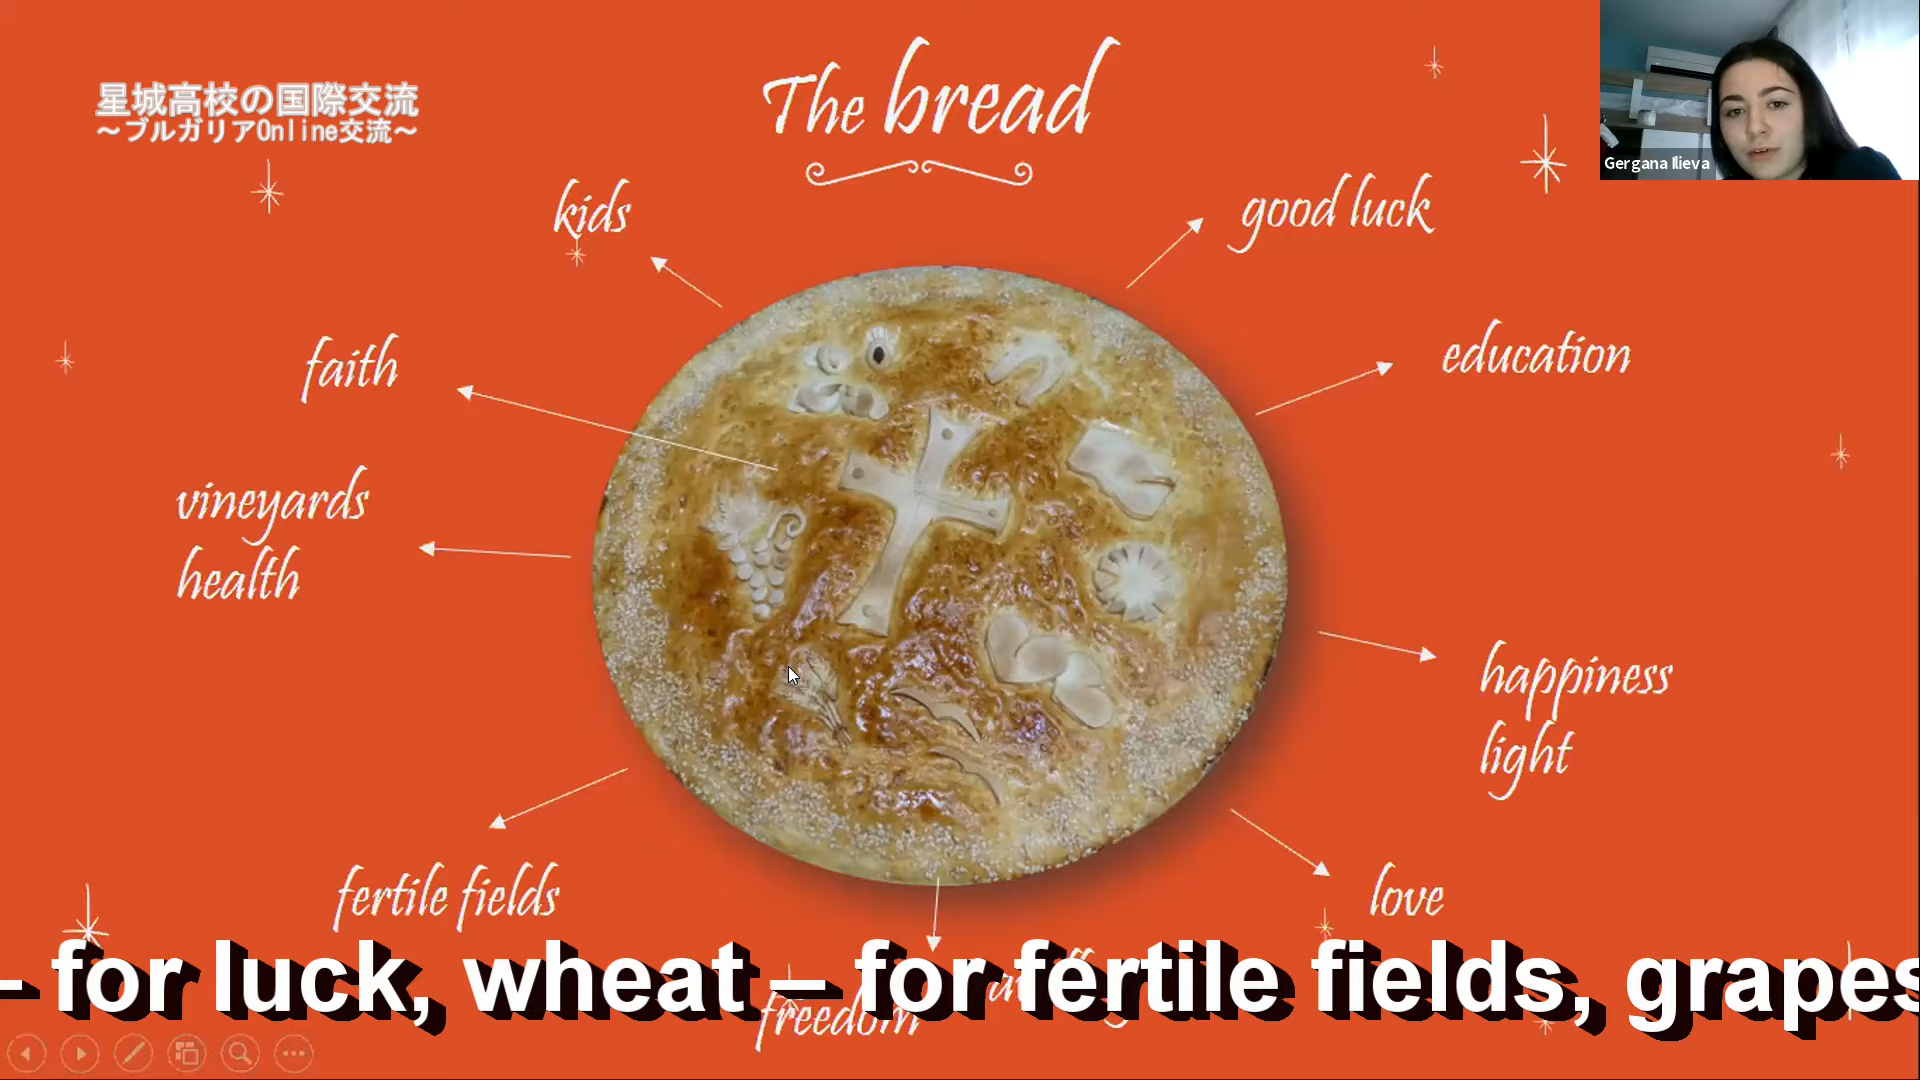 The bread
星城高校の国際交流
～ブルガリアOnline交流～
Gergana Ilieva
kids
good luck
faith
education
vineyards
health
happiness
light
fertile fields
love
freedom
– for luck, wheat – for fertile fields, grapes